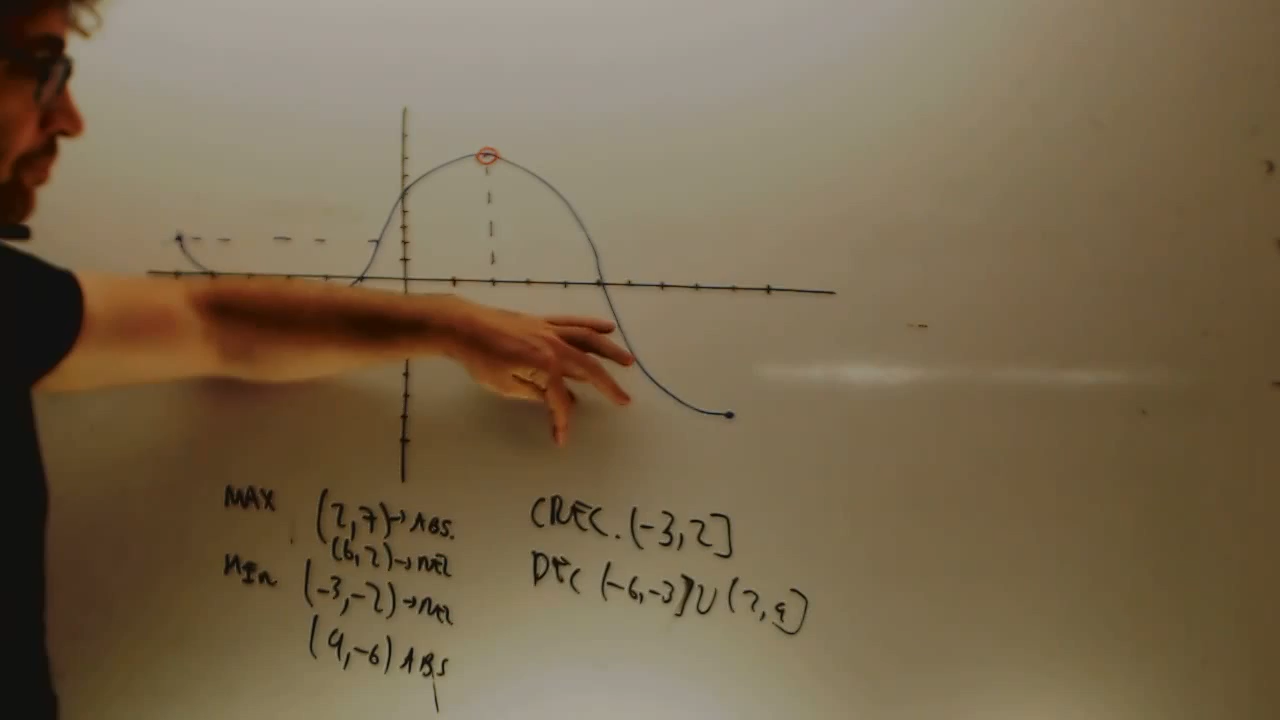 MAX (2,7)→ABS.
(6,2)→REL
MIN (-3,-2)→REL
(9,-6) ABS
CREC. (-3,2]
DEC (-6,-3]U(2,9]